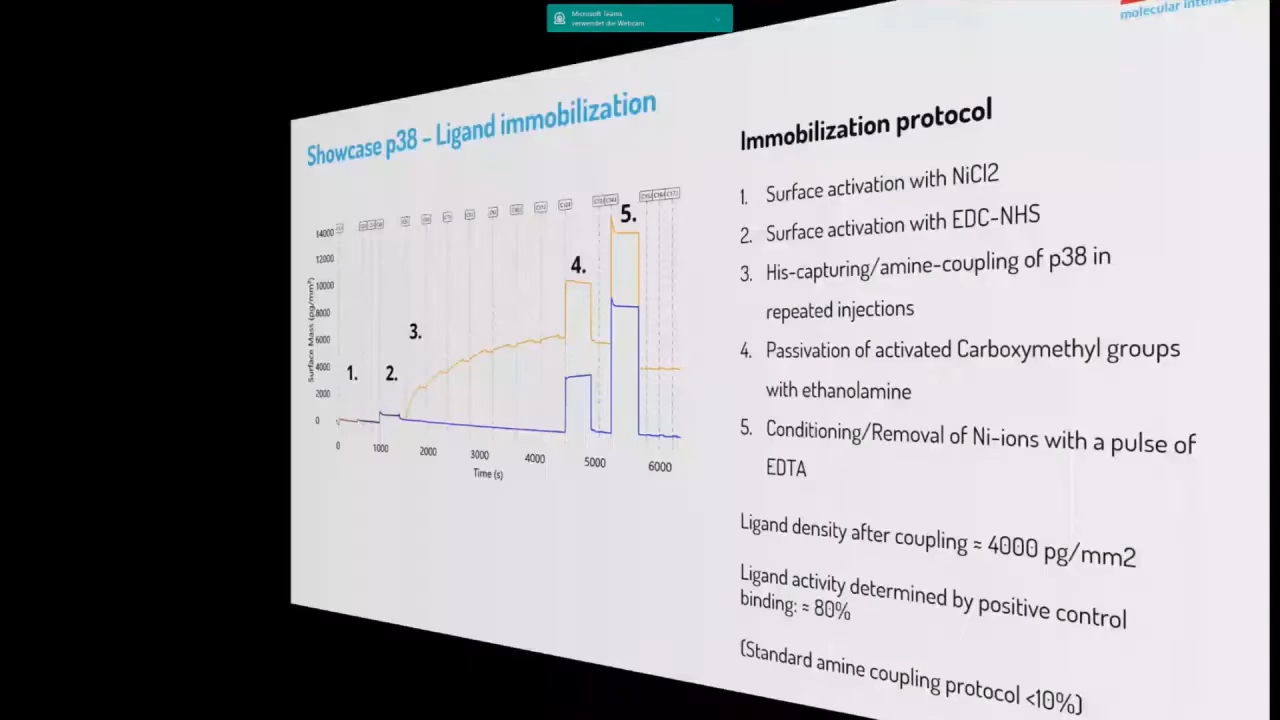 Microsoft Teams
verwendet die Webcam
molecular
Showcase p38 – Ligand immobilization
Immobilization protocol
1. Surface activation with NiCl2
2. Surface activation with EDC-NHS
3. His-capturing/amine-coupling of p38 in
repeated injections
4. Passivation of activated Carboxymethyl groups
with ethanolamine
5. Conditioning/Removal of Ni-ions with a pulse of
EDTA
Ligand density after coupling ≈ 4000 pg/mm2
Ligand activity determined by positive control
binding: ≈ 80%
(Standard amine coupling protocol <10%)
Surface Mass (pg/mm²)
14000
12000
10000
8000
6000
4000
2000
0
1.
2.
3.
4.
5.
0 1000 2000 3000 4000 5000 6000
Time (s)